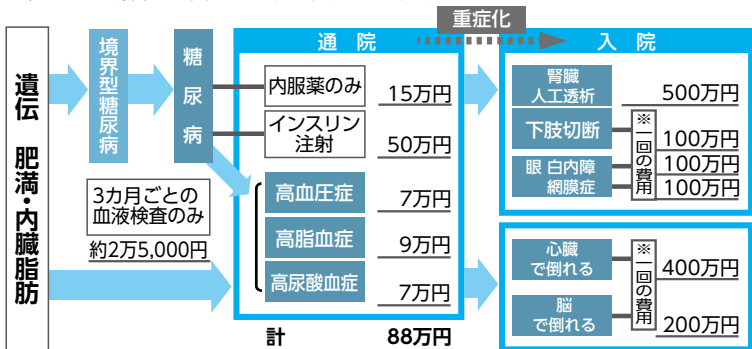 重症化
通 院
入 院
遺伝 肥満・内臓脂肪
境界型糖尿病
糖尿病
3カ月ごとの
血液検査のみ
約2万5,000円
内服薬のみ
15万円
インスリン
注射
50万円
高血圧症
7万円
高脂血症
9万円
高尿酸血症
7万円
計
88万円
腎臓
人工透析
500万円
下肢切断
100万円
眼 白内障
網膜症
100万円
100万円
※一回の費用
心臓
で倒れる
400万円
脳
で倒れる
200万円
※一回の費用